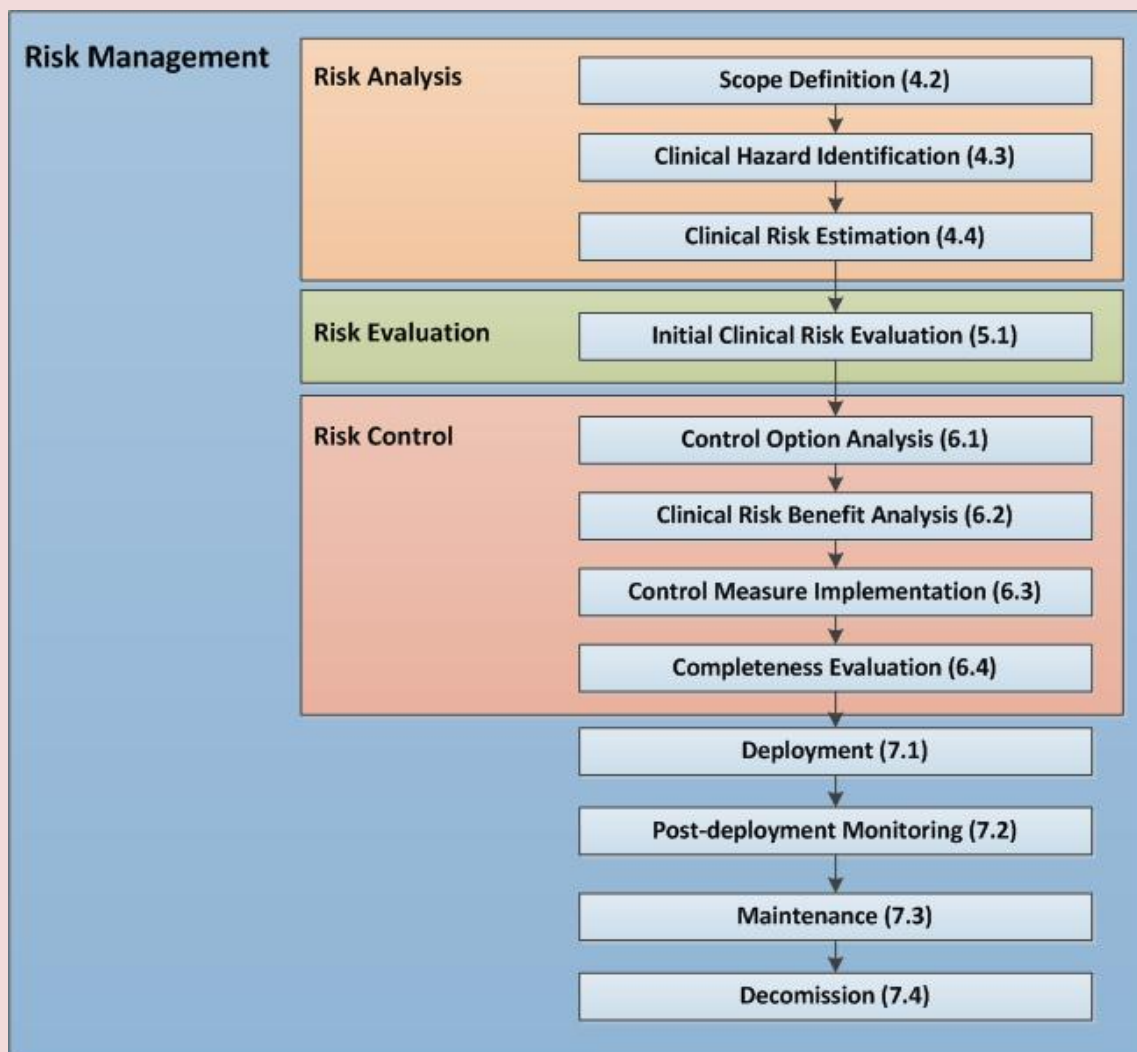 Risk Management
Risk Analysis
Scope Definition (4.2)
Clinical Hazard Identification (4.3)
Clinical Risk Estimation (4.4)
Risk Evaluation
Initial Clinical Risk Evaluation (5.1)
Risk Control
Control Option Analysis (6.1)
Clinical Risk Benefit Analysis (6.2)
Control Measure Implementation (6.3)
Completeness Evaluation (6.4)
Deployment (7.1)
Post-deployment Monitoring (7.2)
Maintenance (7.3)
Decomission (7.4)